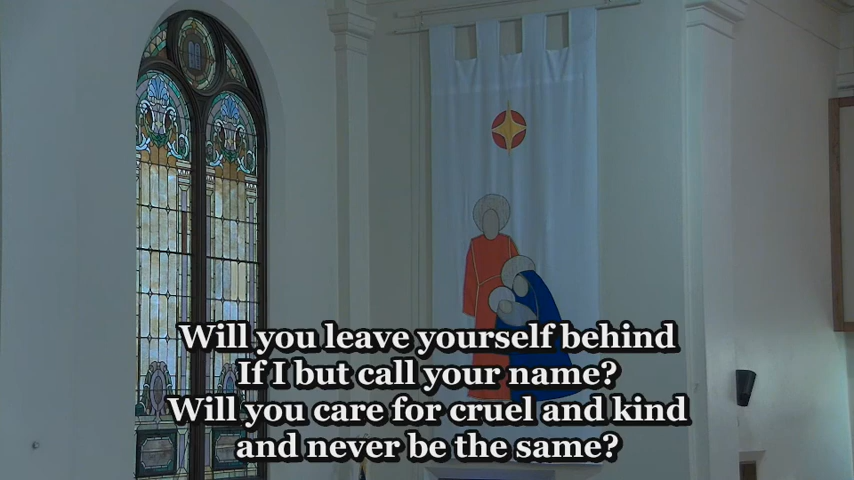 Will you leave yourself behind
If I but call your name?
Will you care for cruel and kind
and never be the same?